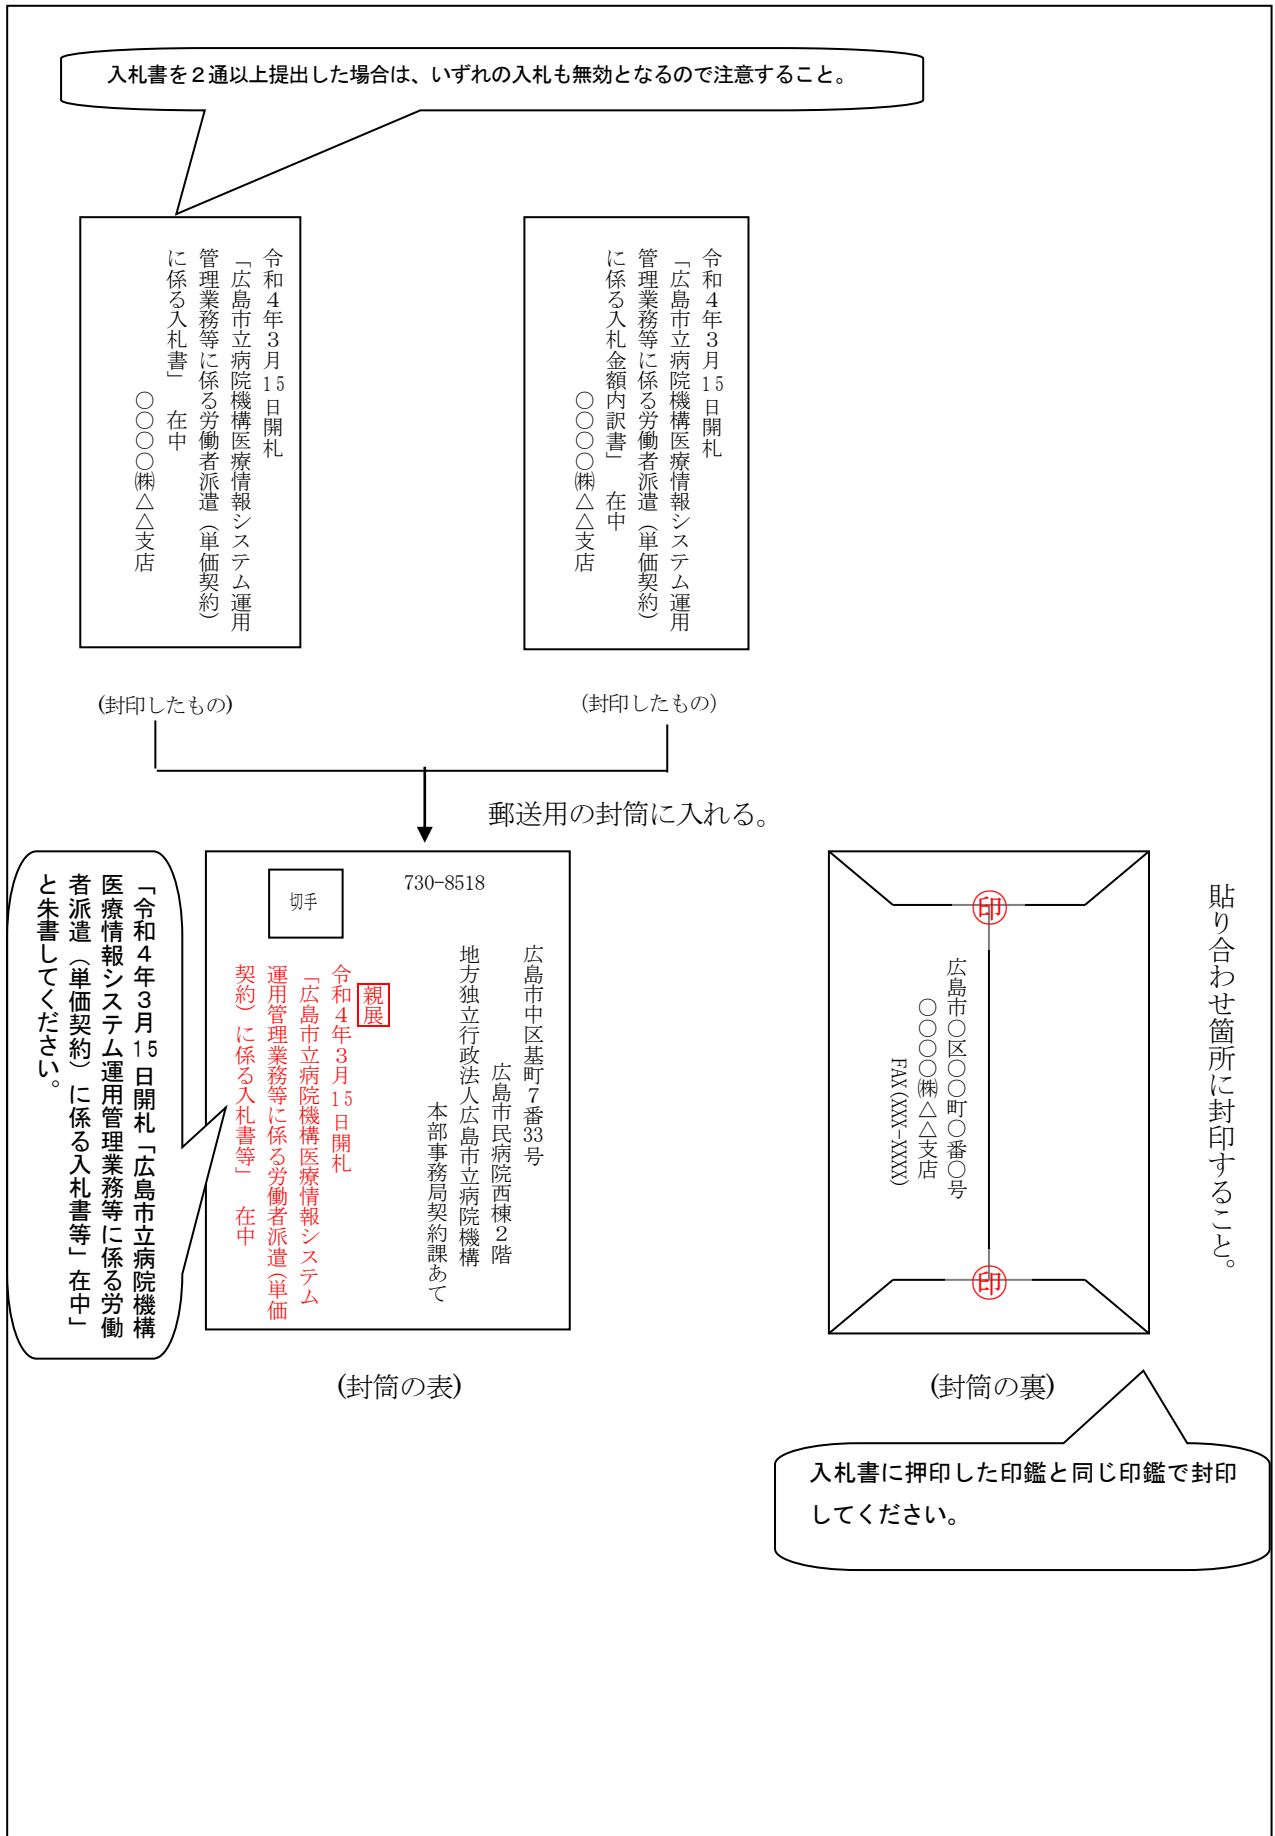 入札書を２通以上提出した場合は、いずれの入札も無効となるので注意すること。
令和４年３月15日開札
「広島市立病院機構医療情報システム運用
管理業務等に係る労働者派遣（単価契約）
に係る入札金額内訳書」　在中
○○○○㈱△△支店
令和４年３月15日開札
「広島市立病院機構医療情報システム運用
管理業務等に係る労働者派遣（単価契約）
に係る入札書」　在中
○○○○㈱△△支店
(封印したもの)
(封印したもの)
郵送用の封筒に入れる。
「令和４年３月15日開札「広島市立病院機構
医療情報システム運用管理業務等に係る労働
者派遣（単価契約）に係る入札書等」在中」
と朱書してください。
切手
730-8518
広島市中区基町７番33号
広島市民病院西棟２階
地方独立行政法人広島市立病院機構
本部事務局契約課あて
親展
令和４年３月15日開札
「広島市立病院機構医療情報システム
運用管理業務等に係る労働者派遣（単価
契約）に係る入札書等」　在中
(封筒の表)
貼り合わせ箇所に封印すること。
印
広島市○区○○町○番○号
○○○○㈱△△支店
FAX(XXX-XXXX)
印
(封筒の裏)
入札書に押印した印鑑と同じ印鑑で封印
してください。